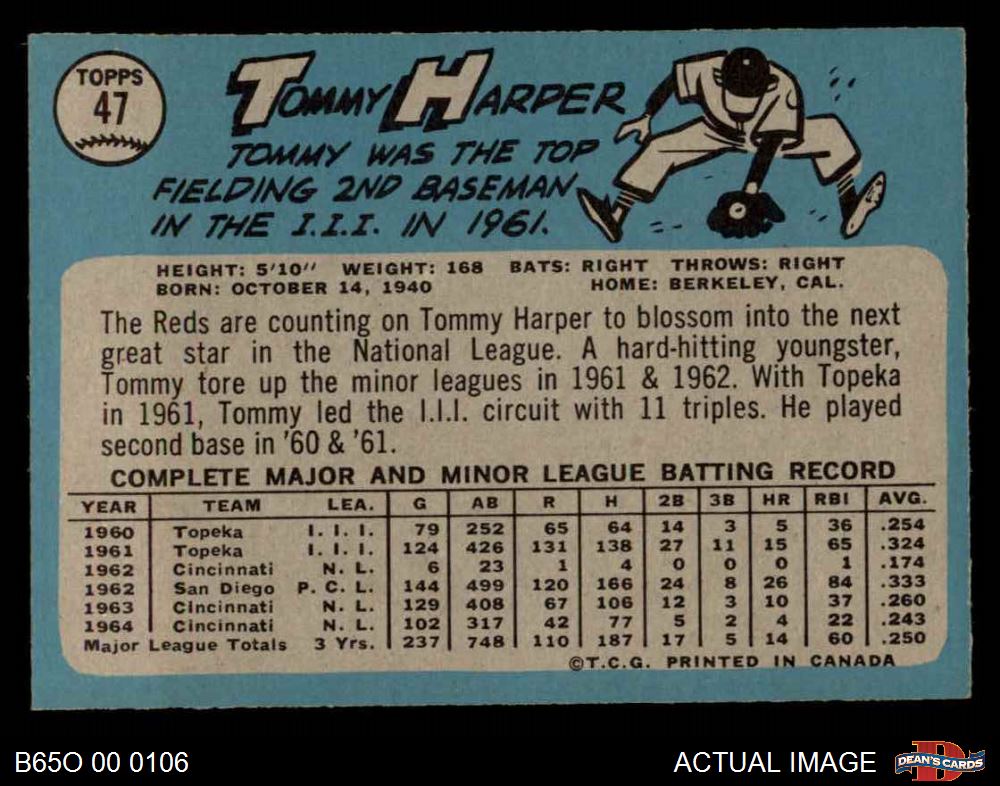 TOPPS
47
TOMMY HARPER
TOMMY WAS THE TOP
FIELDING 2ND BASEMAN
IN THE I.I.I. IN 1961.
HEIGHT: 5'10" WEIGHT: 168 BATS: RIGHT THROWS: RIGHT
BORN: OCTOBER 14, 1940 HOME: BERKELEY, CAL.
The Reds are counting on Tommy Harper to blossom into the next
great star in the National League. A hard-hitting youngster,
Tommy tore up the minor leagues in 1961 & 1962. With Topeka
in 1961, Tommy led the I.I.I. circuit with 11 triples. He played
second base in '60 & '61.
COMPLETE MAJOR AND MINOR LEAGUE BATTING RECORD
YEAR TEAM LEA. G AB R H 2B 3B HR RBI AVG.
1960 Topeka I. I. I. 79 252 65 64 14 3 5 36 .254
1961 Topeka I. I. I. 124 426 131 138 27 11 15 65 .324
1962 Cincinnati N. L. 6 23 1 4 0 0 0 1 .174
1962 San Diego P. C. L. 144 499 120 166 24 8 26 84 .333
1963 Cincinnati N. L. 129 408 67 106 12 3 10 37 .260
1964 Cincinnati N. L. 102 317 42 77 5 2 4 22 .243
Major League Totals 3 Yrs. 237 748 110 187 17 5 14 60 .250
©T.C.G. PRINTED IN CANADA
B65O 00 0106
ACTUAL IMAGE
D
DEAN'S CARDS